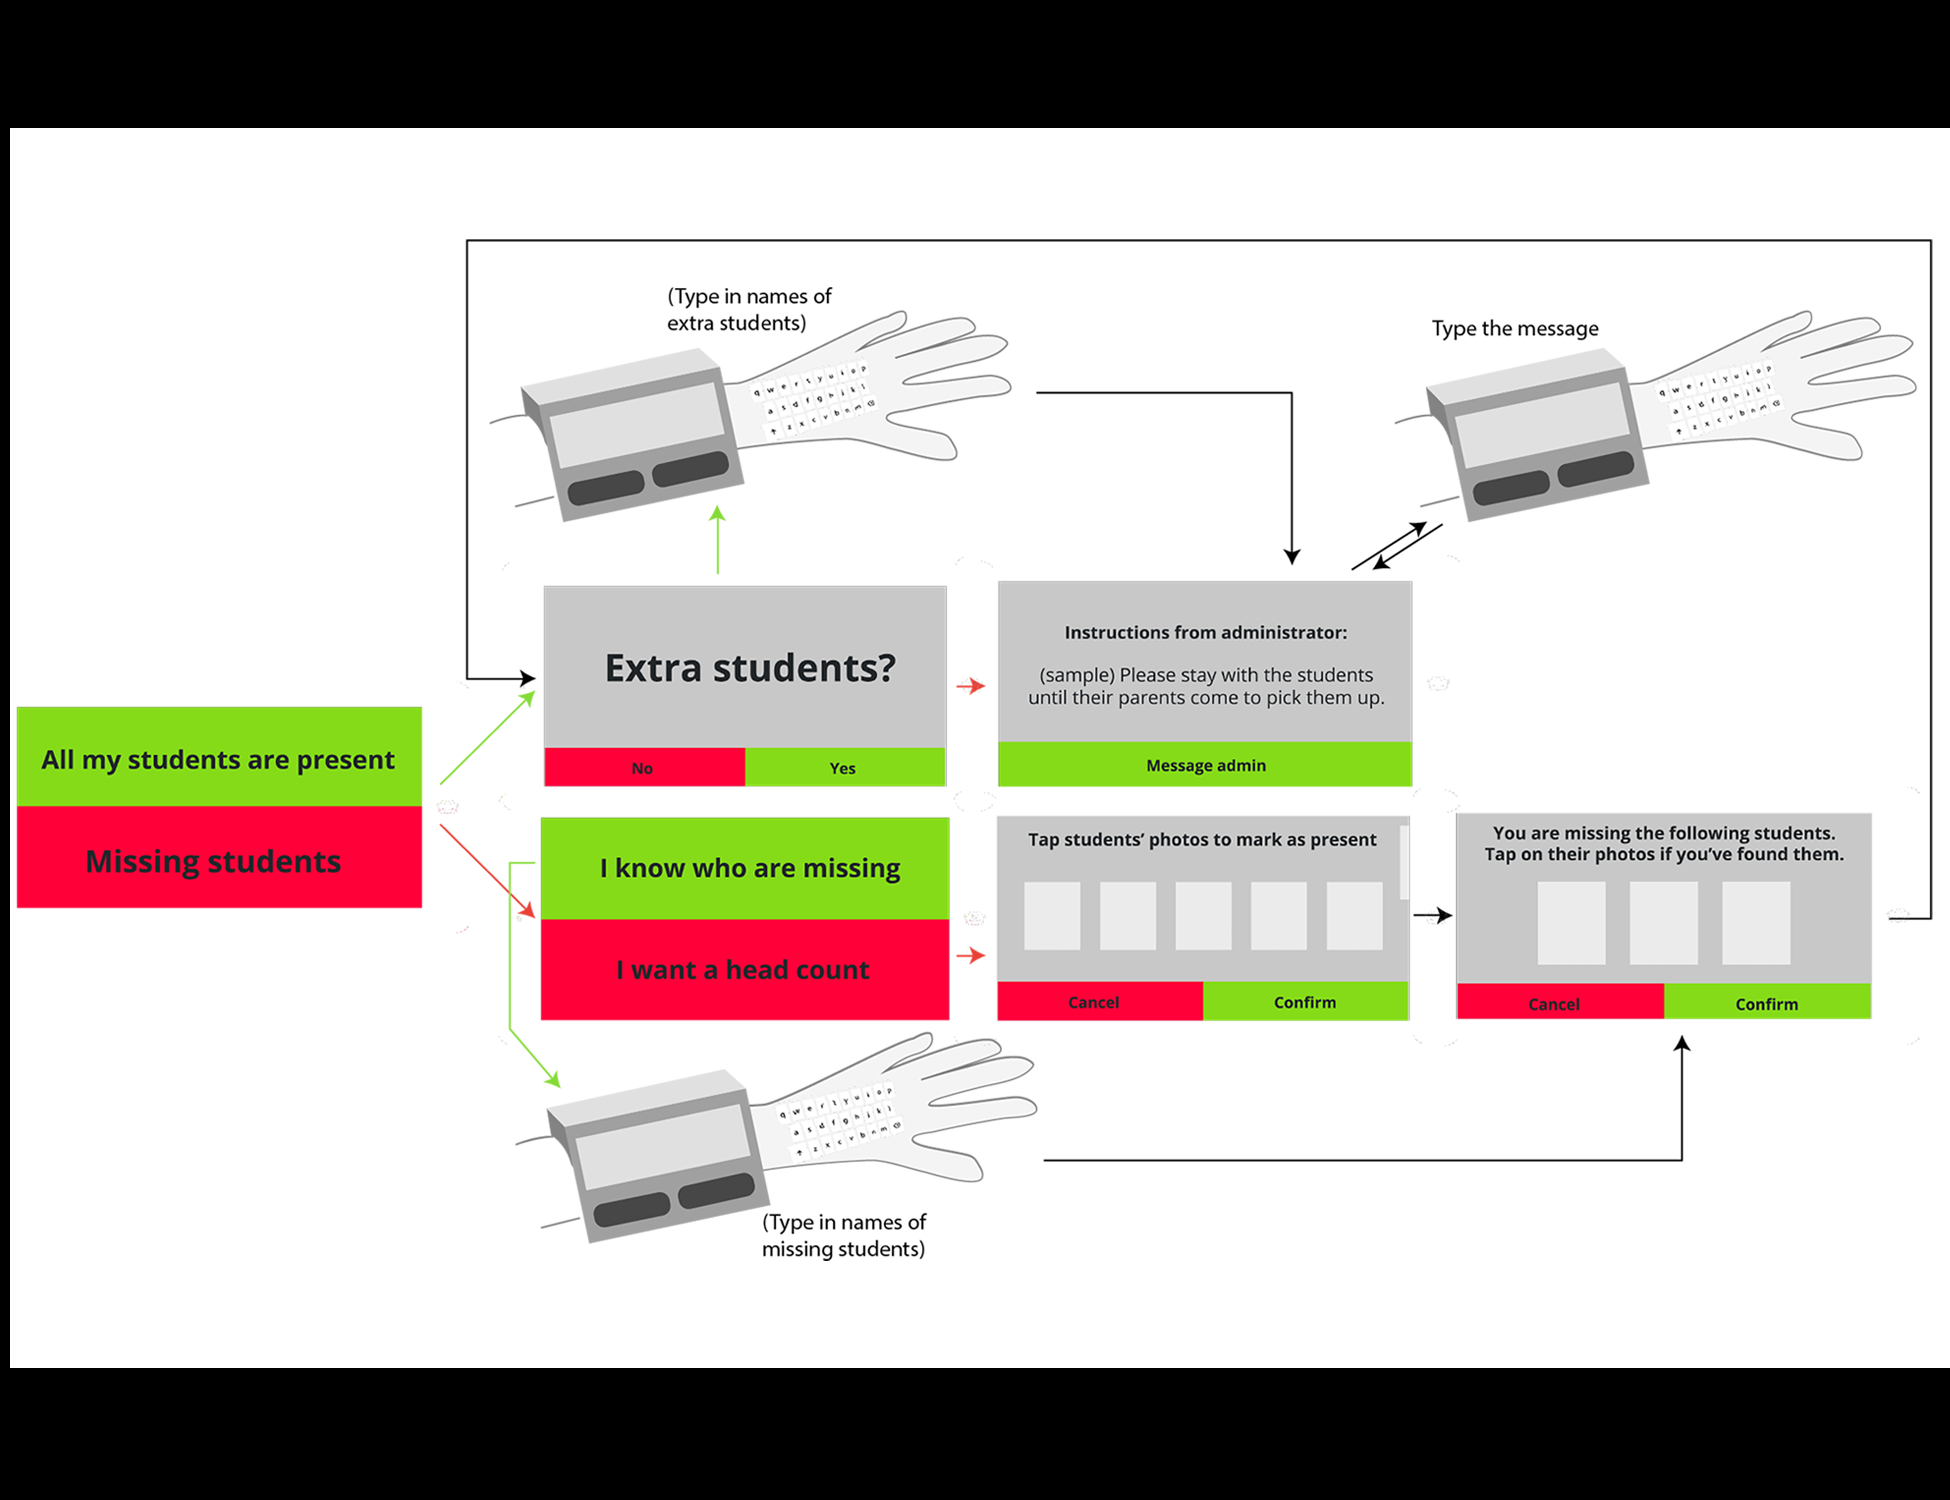 (Type in names of
extra students)
q w e r t y u i o p
a s d f g h j k l
z x c v b n m
Type the message
q w e r t y u i o p
a s d f g h j k l
z x c v b n m
Extra students?
No
Yes
Instructions from administrator:
(sample) Please stay with the students
until their parents come to pick them up.
Message admin
All my students are present
Missing students
I know who are missing
I want a head count
Tap students’ photos to mark as present
Cancel
Confirm
You are missing the following students.
Tap on their photos if you’ve found them.
Cancel
Confirm
q w e r t y u i o p
a s d f g h j k l
z x c v b n m
(Type in names of
missing students)